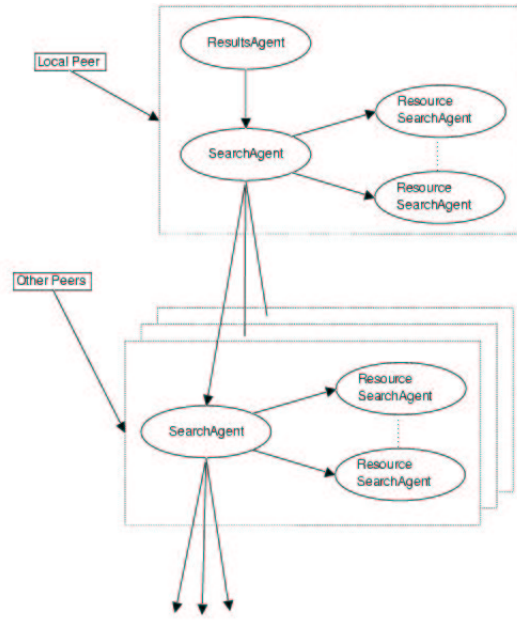 ResultsAgent
Local Peer
Resource
SearchAgent
SearchAgent
Resource
SearchAgent
Other Peers
Resource
SearchAgent
SearchAgent
Resource
SearchAgent